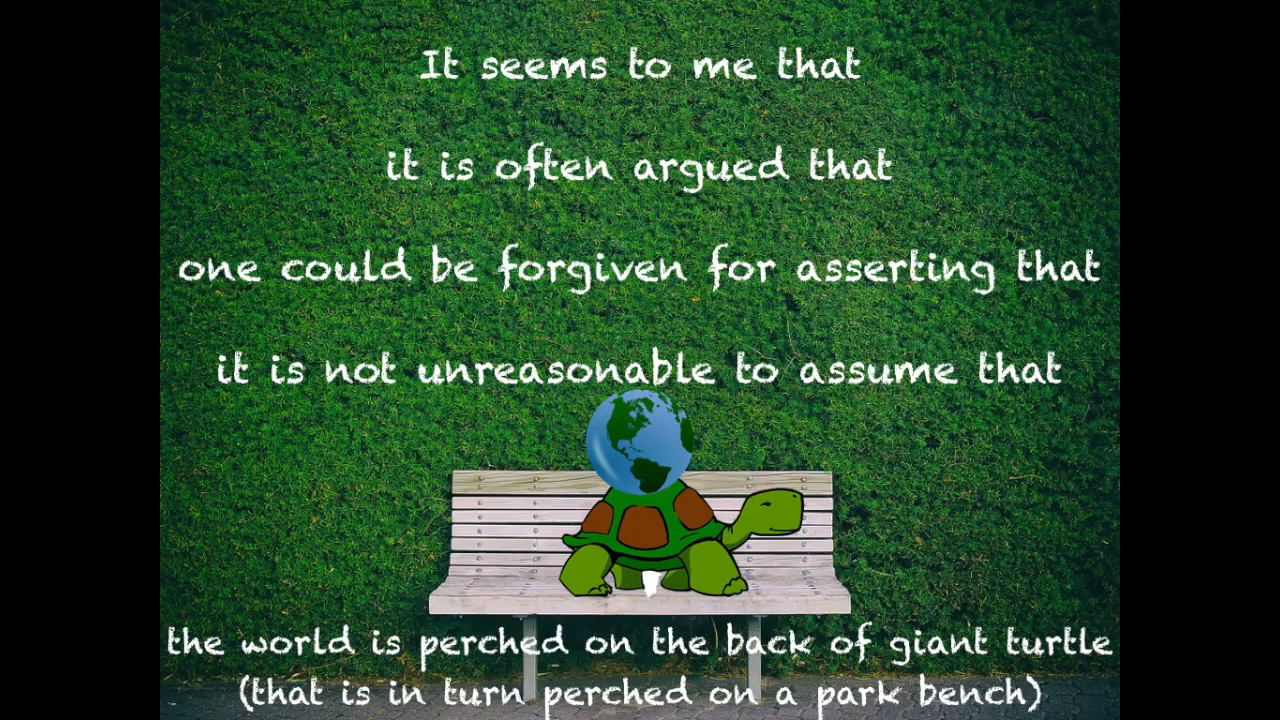 It seems to me that
it is often argued that
one could be forgiven for asserting that
it is not unreasonable to assume that
the world is perched on the back of giant turtle
(that is in turn perched on a park bench)